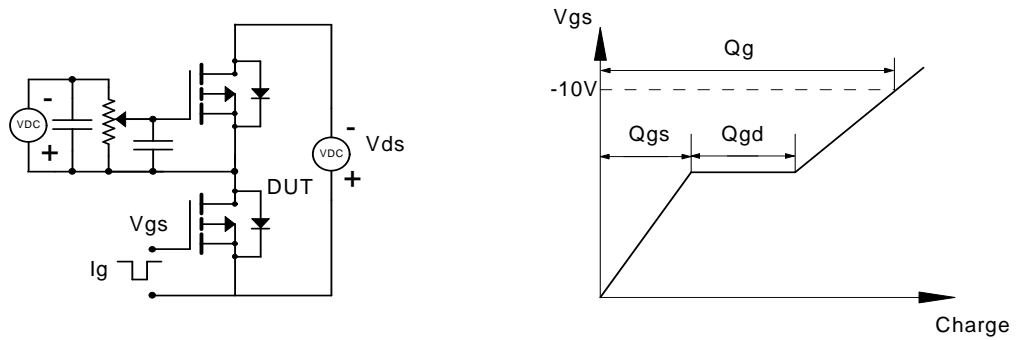 -
VDC
+
-
VDC
+
Vds
DUT
Vgs
Ig
Vgs
Qg
-10V
Qgs
Qgd
Charge